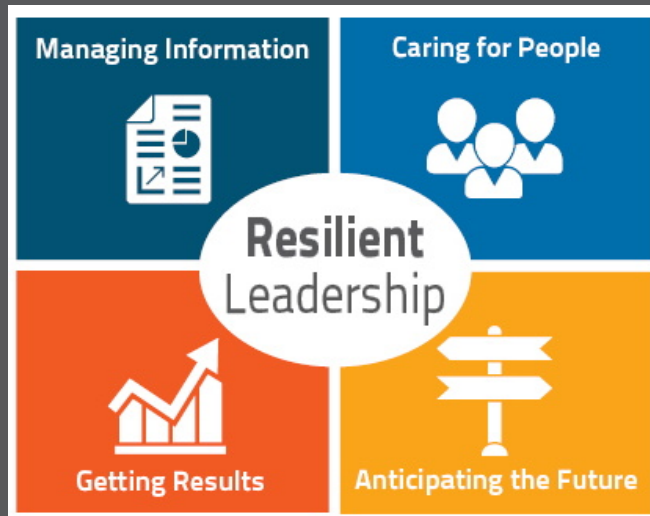 Managing Information
Caring for People
Resilient
Leadership
Getting Results
Anticipating the Future